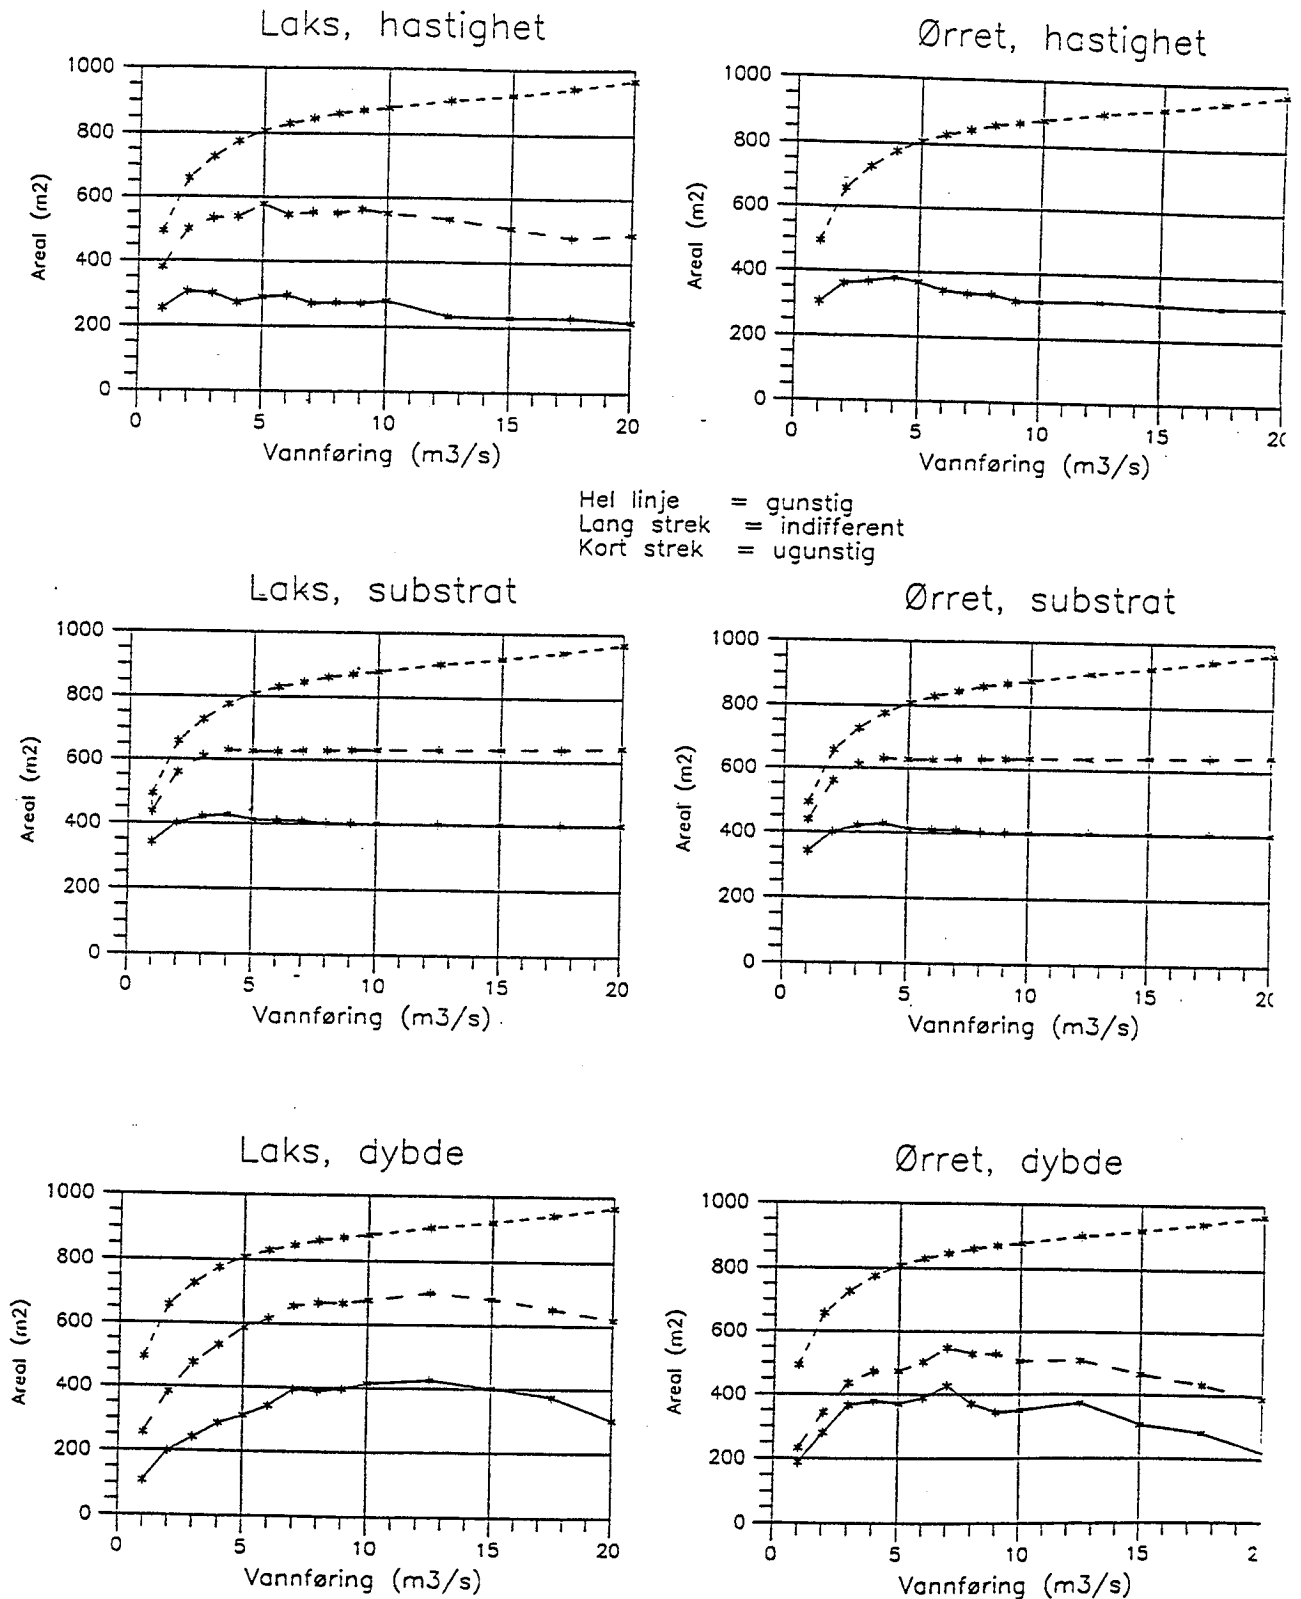 Laks, hastighet
1000
800
600
400
200
0
Areal (m2)
0 5 10 15 20
Vannføring (m3/s)
Ørret, hastighet
1000
800
600
400
200
0
Areal (m2)
0 5 10 15
Vannføring (m3/s)
Hel linje = gunstig
Lang strek = indifferent
Kort strek = ugunstig
Laks, substrat
1000
800
600
400
200
0
Areal (m2)
0 5 10 15 20
Vannføring (m3/s)
Ørret, substrat
1000
800
600
400
200
0
Areal (m2)
0 5 10 15
Vannføring (m3/s)
Laks, dybde
1000
800
600
400
200
0
Areal (m2)
0 5 10 15 20
Vannføring (m3/s)
Ørret, dybde
1000
800
600
400
200
0
Areal (m2)
0 5 10 15 2
Vannføring (m3/s)